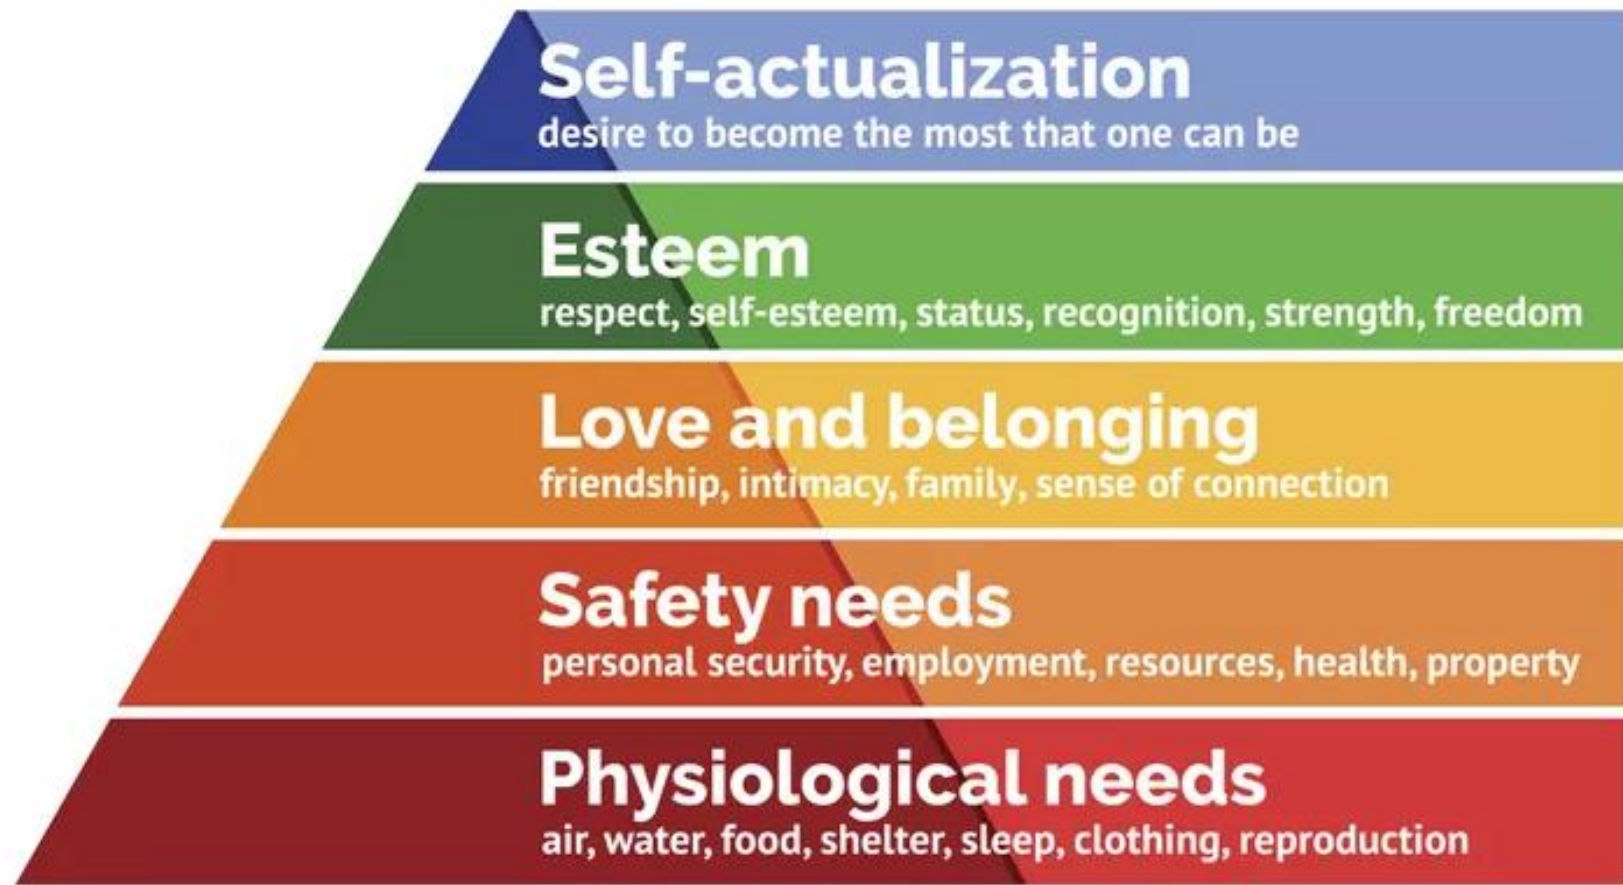 Self-actualization
desire to become the most that one can be
Esteem
respect, self-esteem, status, recognition, strength, freedom
Love and belonging
friendship, intimacy, family, sense of connection
Safety needs
personal security, employment, resources, health, property
Physiological needs
air, water, food, shelter, sleep, clothing, reproduction